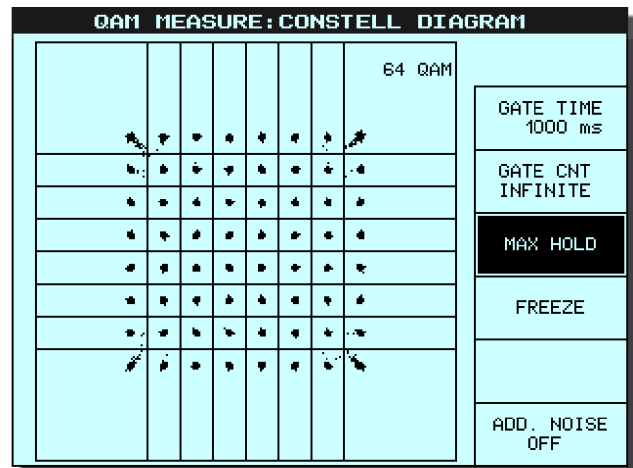 QAM MEASURE:CONSTELL DIAGRAM
64 QAM
GATE TIME
1000 ms
GATE CNT
INFINITE
MAX HOLD
FREEZE
ADD. NOISE
OFF